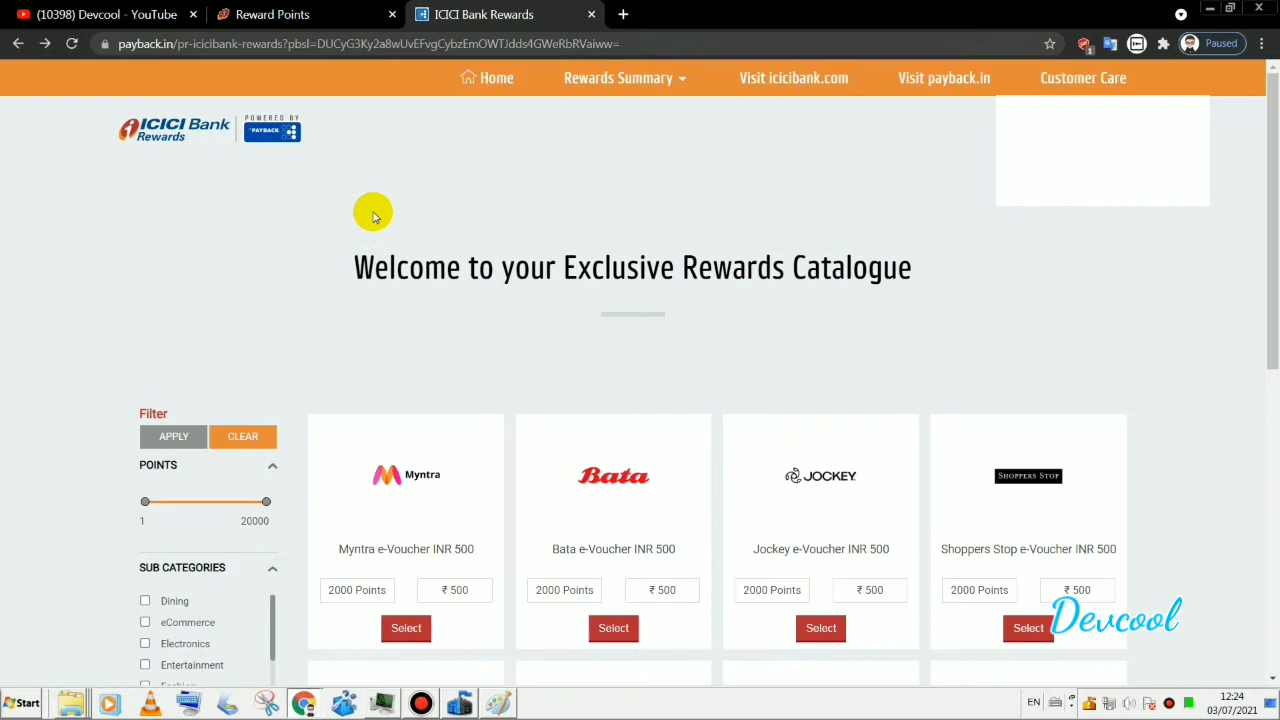 (10398) Devcool - YouTube
Reward Points
ICICI Bank Rewards
payback.in/pr-icicibank-rewards?pbsI=DUCyG3Ky2a8wUvEFvgCybzEmOWTJdds4GWeRbRVaiww=
1
Paused
Home
Rewards Summary
Visit icicibank.com
Visit payback.in
Customer Care
ICICI Bank
Rewards
POWERED BY
PAYBACK
Welcome to your Exclusive Rewards Catalogue
Filter
APPLY
CLEAR
POINTS
1
20000
SUB CATEGORIES
Dining
eCommerce
Electronics
Entertainment
Myntra
Myntra e-Voucher INR 500
2000 Points
₹ 500
Select
Bata
Bata e-Voucher INR 500
2000 Points
₹ 500
Select
JOCKEY
Jockey e-Voucher INR 500
2000 Points
₹ 500
Select
SHOPPERS STOP
Shoppers Stop e-Voucher INR 500
2000 Points
₹ 500
Select
Devcool
Start
EN
12:24
03/07/2021